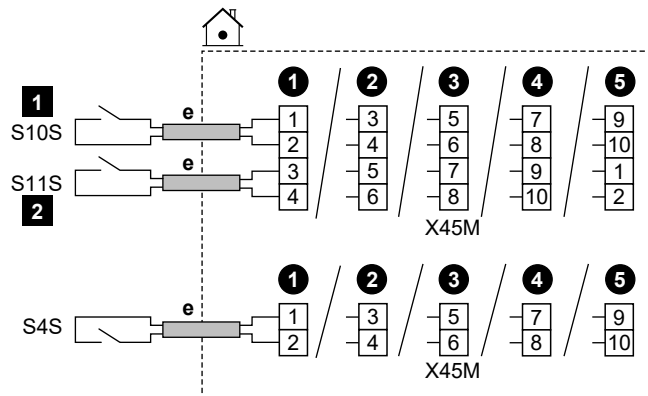 1 2 3 4 5
1 S10S e 1 3 5 7 9
2 4 6 8 10
S11S e 3 5 7 9 1
2 4 6 8 10 2
X45M
1 2 3 4 5
S4S e 1 3 5 7 9
2 4 6 8 10
X45M